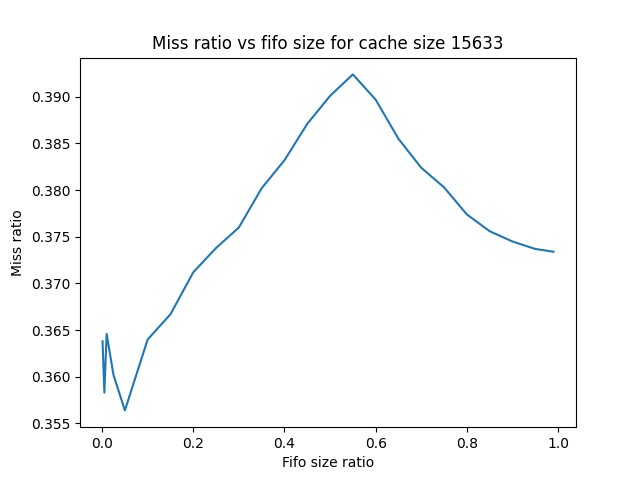 Miss ratio vs fifo size for cache size 15633
0.390
0.385
0.380
0.375
0.370
0.365
0.360
0.355
Miss ratio
0.0 0.2 0.4 0.6 0.8 1.0
Fifo size ratio